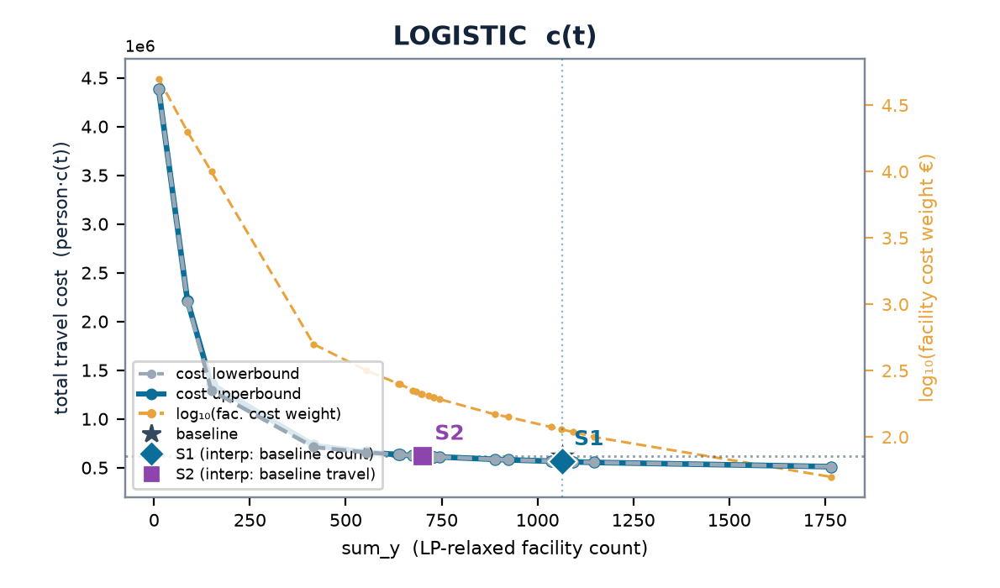 LOGISTIC c(t)
1e6
4.5
4.0
3.5
3.0
2.5
2.0
1.5
1.0
0.5
total travel cost (person·c(t))
4.5
4.0
3.5
3.0
2.5
2.0
log₁₀(facility cost weight €)
S2
S1
cost lowerbound
cost upperbound
log₁₀(fac. cost weight)
baseline
S1 (interp: baseline count)
S2 (interp: baseline travel)
0 250 500 750 1000 1250 1500 1750
sum_y (LP-relaxed facility count)